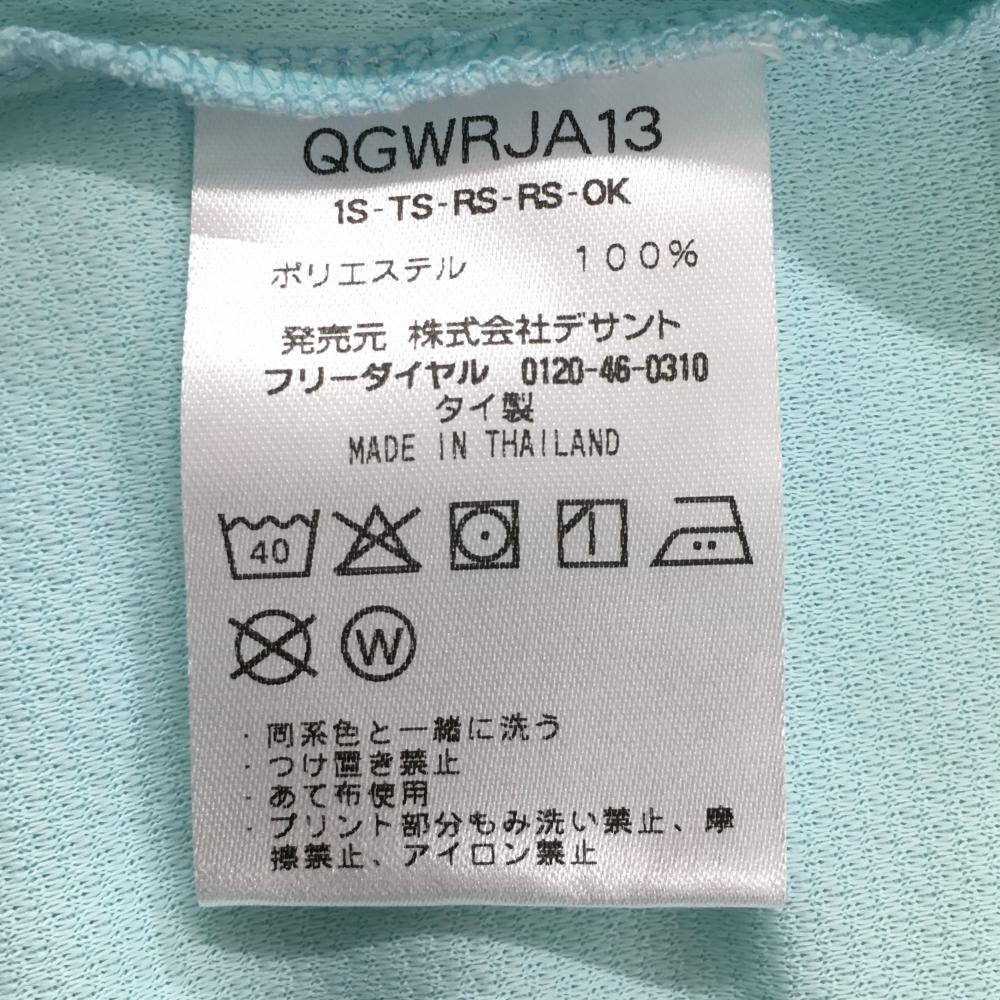 QGWRJA13
1S-TS-RS-RS-OK
ポリエステル 100%
発売元 株式会社デサント
フリーダイヤル 0120-46-0310
タイ製
MADE IN THAILAND
40
W
・同系色と一緒に洗う
・つけ置き禁止
・あて布使用
・プリント部分もみ洗い禁止、摩
擦禁止、アイロン禁止